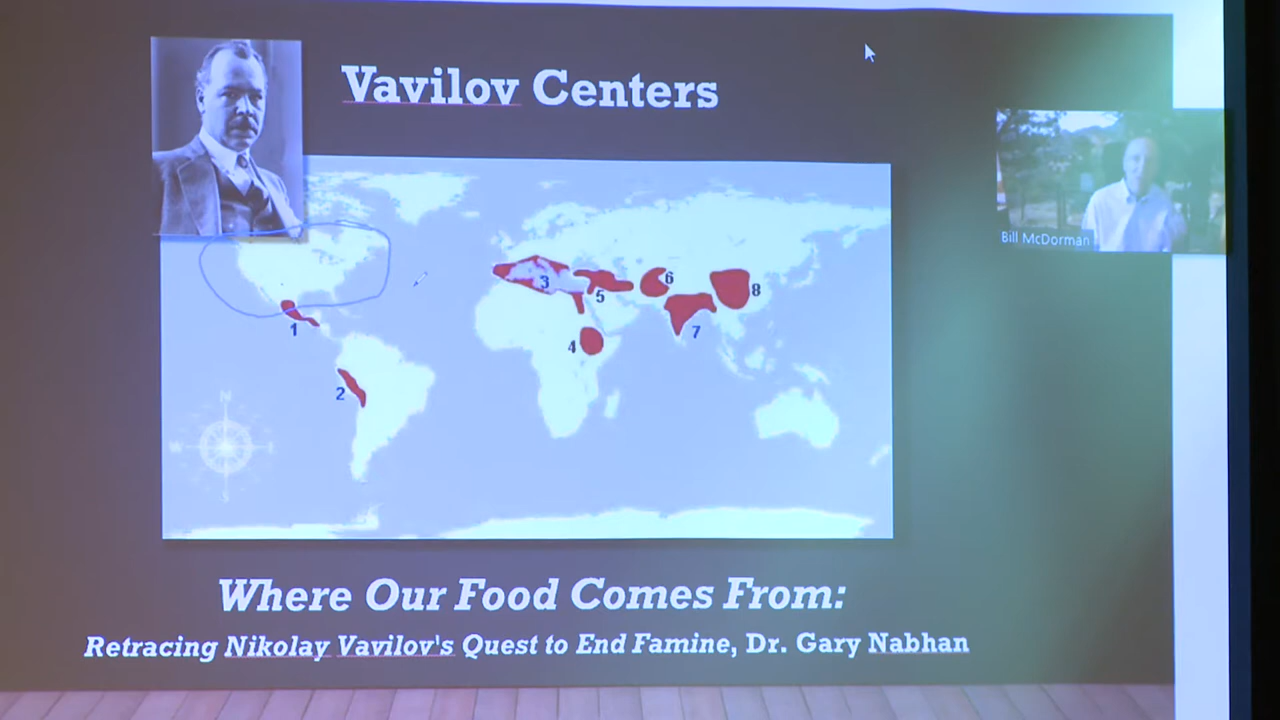 Vavilov Centers
Bill McDorman
1
2
3
4
5
6
7
8
N
S
Where Our Food Comes From:
Retracing Nikolay Vavilov's Quest to End Famine, Dr. Gary Nabhan